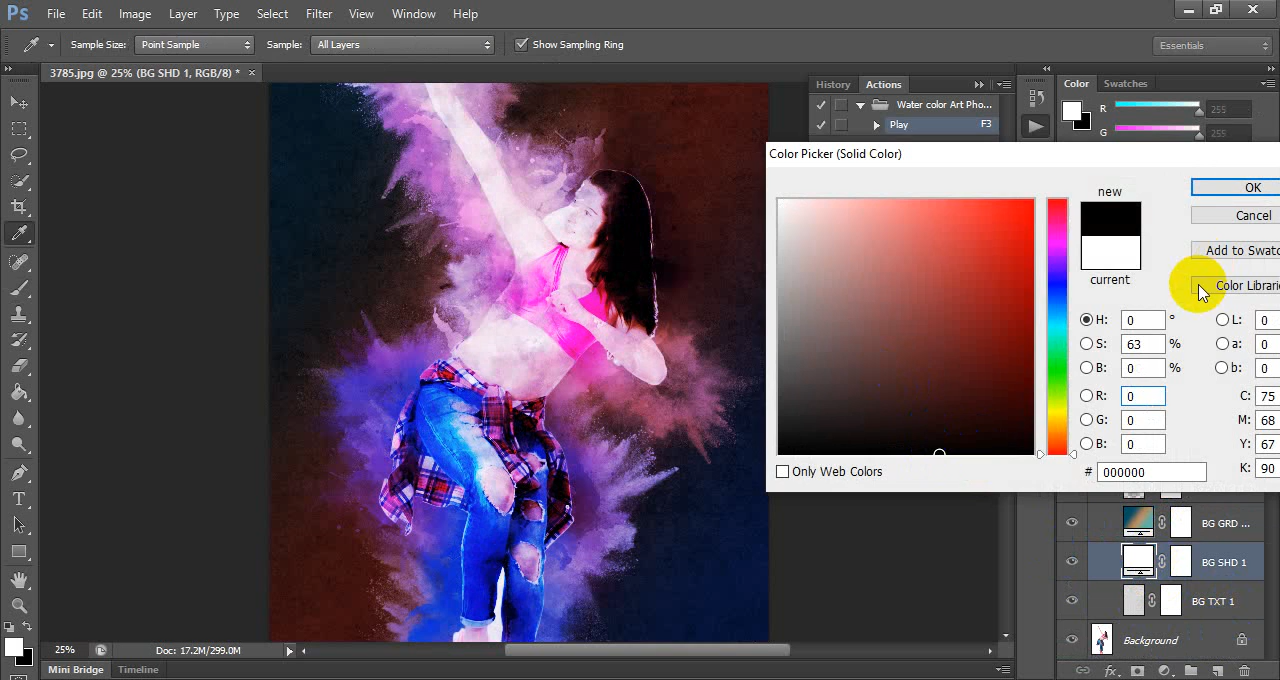 Ps File Edit Image Layer Type Select Filter View Window Help
Sample Size: Point Sample Sample: All Layers Show Sampling Ring Essentials
3785.jpg @ 25% (BG SHD 1, RGB/8) * ×
History Actions
Water color Art Pho...
Play F3
Color Swatches
R 255
G 255
Color Picker (Solid Color)
new
current
OK
Cancel
Add to Swatc
Color Librarie
H: 0 °
S: 63 %
B: 0 %
R: 0
G: 0
B: 0
L: 0
a: 0
b: 0
C: 75
M: 68
Y: 67
K: 90
# 000000
Only Web Colors
BG GRD ...
BG SHD 1
BG TXT 1
Background
fx
T
25% Doc: 17.2M/299.0M
Mini Bridge Timeline